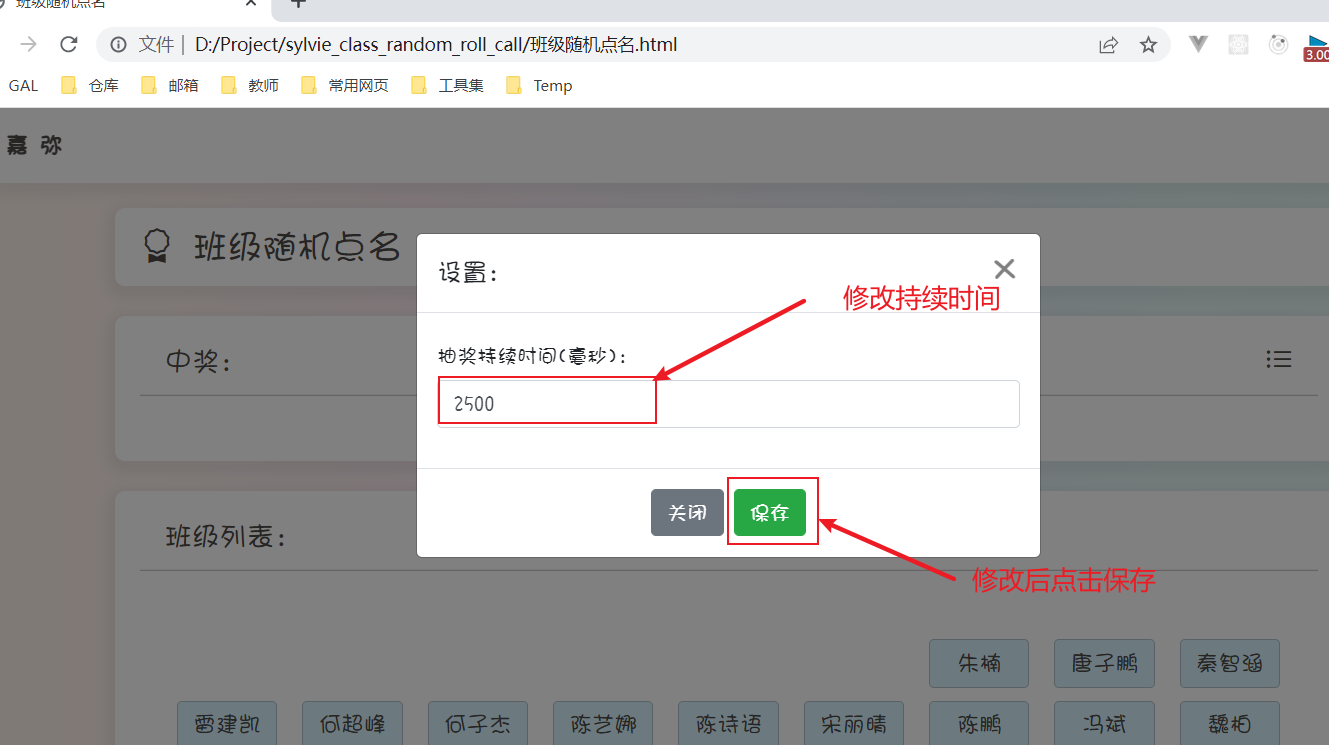 班级随机点名
文件 | D:/Project/sylvie_class_random_roll_call/班级随机点名.html
3.00
GAL 仓库 邮箱 教师 常用网页 工具集 Temp
嘉 弥
班级随机点名
设置:
修改持续时间
中奖:
抽奖持续时间(毫秒):
2500
关闭 保存
班级列表:
修改后点击保存
朱楠 唐子鹏 秦智涵
雷建凯 何超峰 何子杰 陈艺娜 陈诗语 宋丽晴 陈鹏 冯斌 魏柏